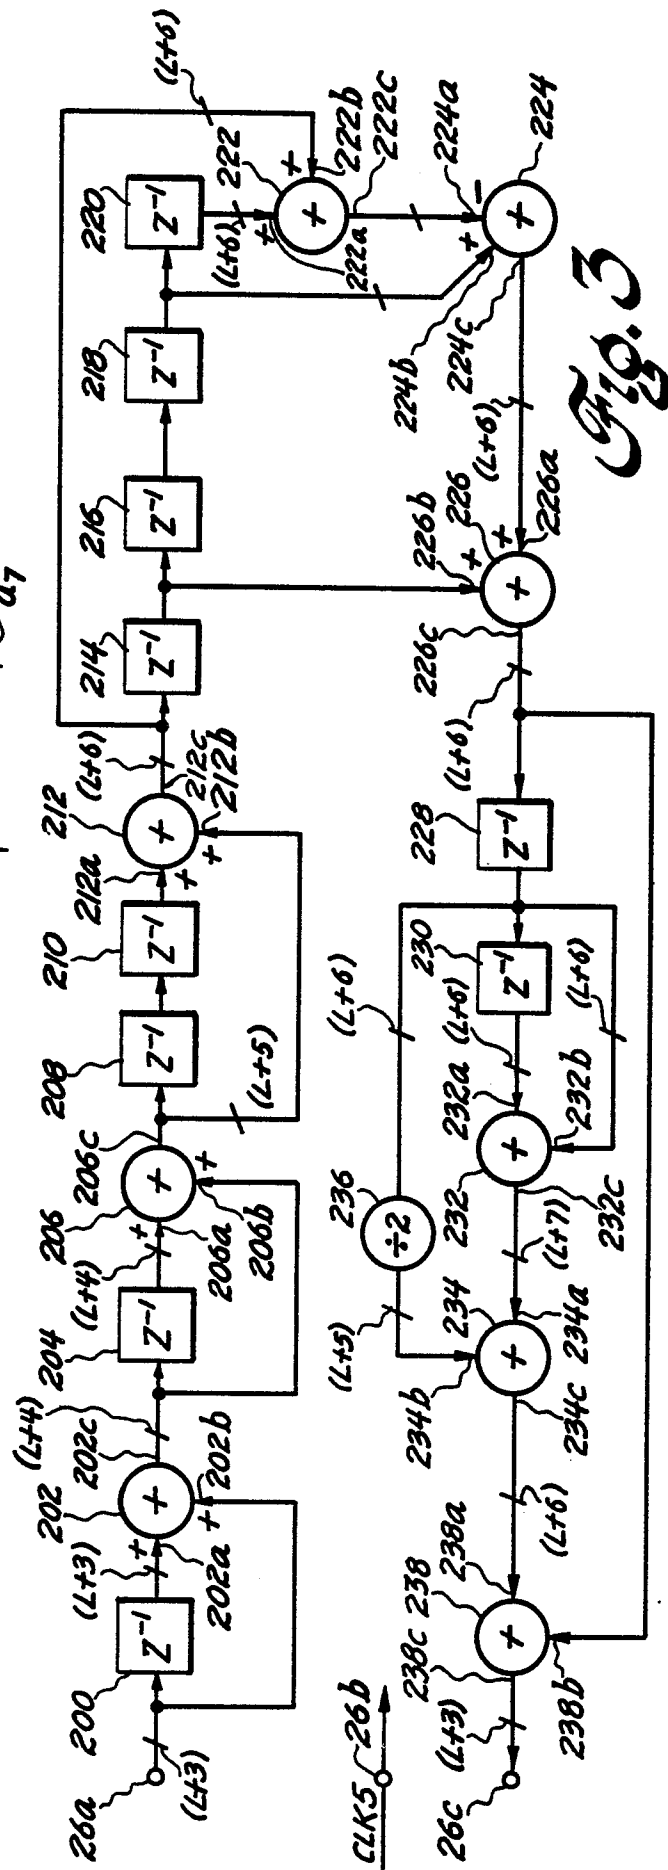 a7
26a
(L+3)
200
Z⁻¹
(L+3)
+
202a
202
+
202b
+
202c
(L+4)
204
Z⁻¹
(L+4)
+
206a
206
+
206b
+
206c
(L+5)
208
Z⁻¹
210
Z⁻¹
212a
+
212
+
212b
+
212c
(L+6)
214
Z⁻¹
216
Z⁻¹
218
Z⁻¹
220
Z⁻¹
(L+6)
(L+6)
+
222a
222
+
+
222b
222c
224a
−
+
224
+
224b
224c
(L+6)
226b
+
226
+
226a
+
226c
(L+6)
228
Z⁻¹
(L+6)
230
Z⁻¹
(L+6)
(L+6)
232a
232
+
232b
232c
(L+7)
236
÷2
(L+5)
234
+
234a
234b
234c
(L+6)
238a
238
+
238b
238c
(L+3)
26c
CLK5
26b
Fig. 3